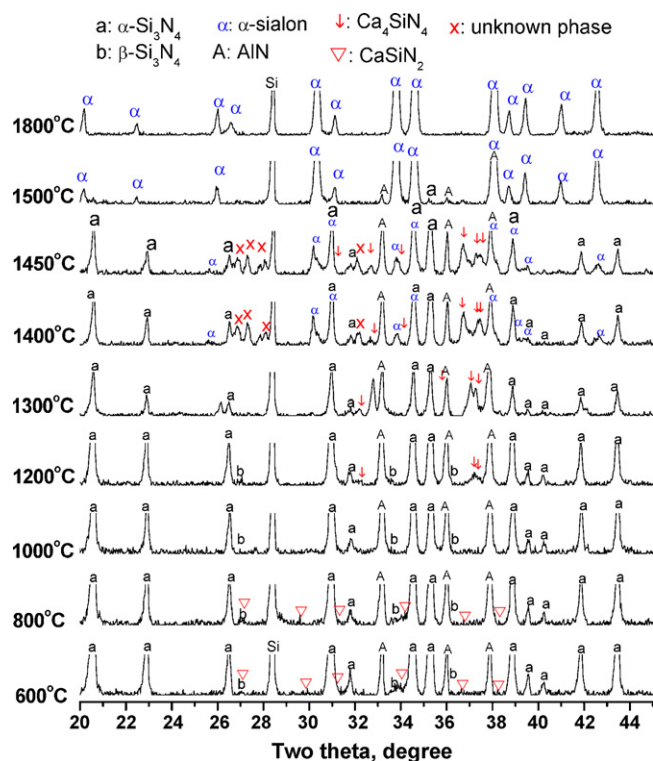 a: α-Si₃N₄ α: α-sialon ↓: Ca₄SiN₄ x: unknown phase
b: β-Si₃N₄ A: AlN ▽: CaSiN₂
α α α α Si α α α α α α α α α
1800°C
α α α α α A α α a A α A α α α α
1500°C
a a α a x x x a α ↓ a x ↓ A α ↓ a α a A ↓ ↓ ↓ A α a α a α a
1450°C
a a α a x x x α a α a x ↓ A α ↓ a α a A ↓ ↓ ↓ A α a α α a α a
1400°C
a a a a a ↓ A a a ↓ A ↓ ↓ A a a a a a
1300°C
a a a b a a ↓ A b a a A b ↓ ↓ A a a a a a
1200°C
a a a b a a A b a a A b A a a a a a
1000°C
a a a b ▽ ▽ a ▽ a A b ▽ a a A b ▽ A ▽ a a a a a
800°C
a a a b ▽ Si ▽ a ▽ a A b ▽ a a A b ▽ A ▽ a a a a a
600°C
20 22 24 26 28 30 32 34 36 38 40 42 44
Two theta, degree